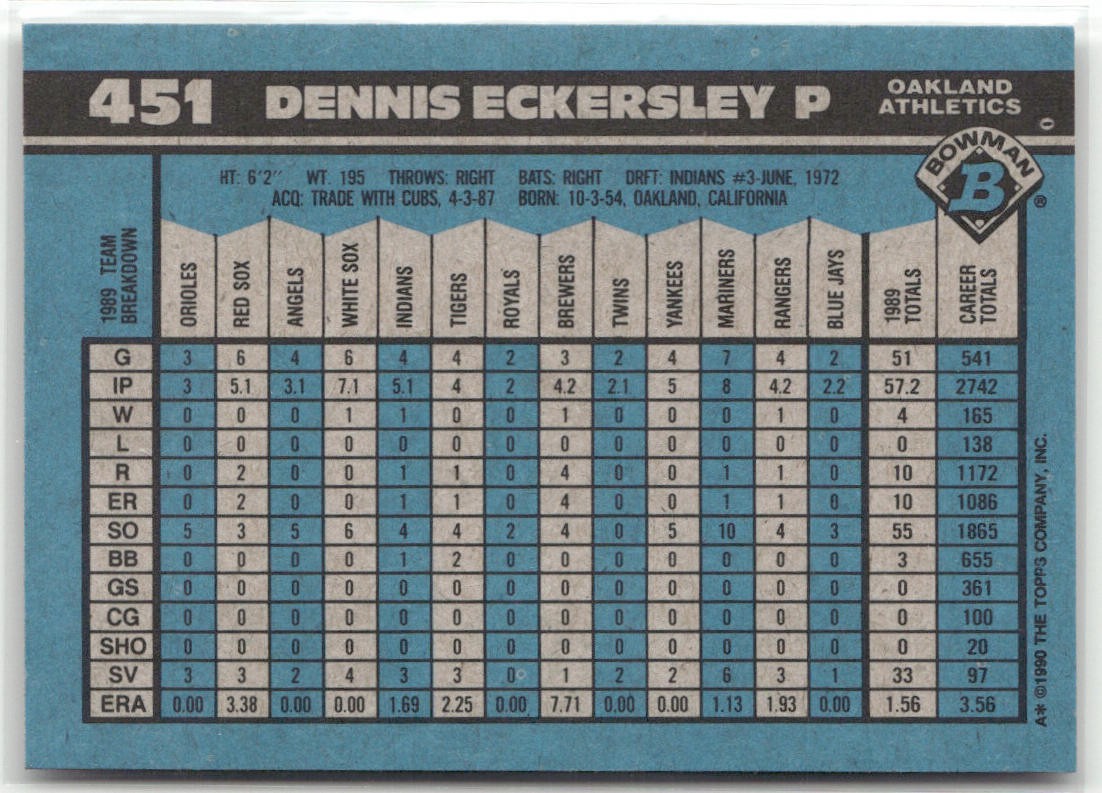 451 DENNIS ECKERSLEY P OAKLAND ATHLETICS
0
BOWMAN
B
®
HT: 6'2" WT. 195 THROWS: RIGHT BATS: RIGHT DRFT: INDIANS #3-JUNE, 1972
ACQ: TRADE WITH CUBS, 4-3-87 BORN: 10-3-54, OAKLAND, CALIFORNIA
1989 TEAM BREAKDOWN ORIOLES RED SOX ANGELS WHITE SOX INDIANS TIGERS ROYALS BREWERS TWINS YANKEES MARINERS RANGERS BLUE JAYS 1989 TOTALS CAREER TOTALS
G 3 6 4 6 4 4 2 3 2 4 7 4 2 51 541
IP 3 5.1 3.1 7.1 5.1 4 2 4.2 2.1 5 8 4.2 2.2 57.2 2742
W 0 0 0 1 1 0 0 1 0 0 0 1 0 4 165
L 0 0 0 0 0 0 0 0 0 0 0 0 0 0 138
R 0 2 0 0 1 1 0 4 0 0 1 1 0 10 1172
ER 0 2 0 0 1 1 0 4 0 0 1 1 0 10 1086
SO 5 3 5 6 4 4 2 4 0 5 10 4 3 55 1865
BB 0 0 0 0 1 2 0 0 0 0 0 0 0 3 655
GS 0 0 0 0 0 0 0 0 0 0 0 0 0 0 361
CG 0 0 0 0 0 0 0 0 0 0 0 0 0 0 100
SHO 0 0 0 0 0 0 0 0 0 0 0 0 0 0 20
SV 3 3 2 4 3 3 0 1 2 2 6 3 1 33 97
ERA 0.00 3.38 0.00 0.00 1.69 2.25 0.00 7.71 0.00 0.00 1.13 1.93 0.00 1.56 3.56
A* ©1990 THE TOPPS COMPANY, INC.